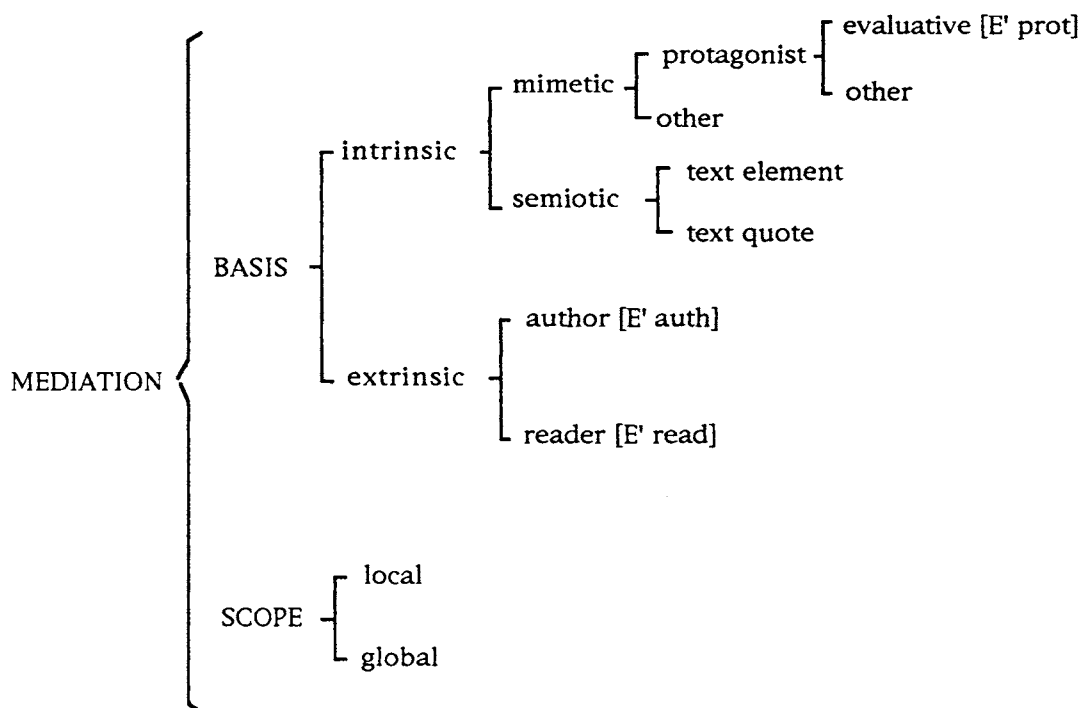 evaluative [E' prot]
protagonist
mimetic
other
other
intrinsic
text element
semiotic
text quote
BASIS
author [E' auth]
MEDIATION
extrinsic
reader [E' read]
local
SCOPE
global